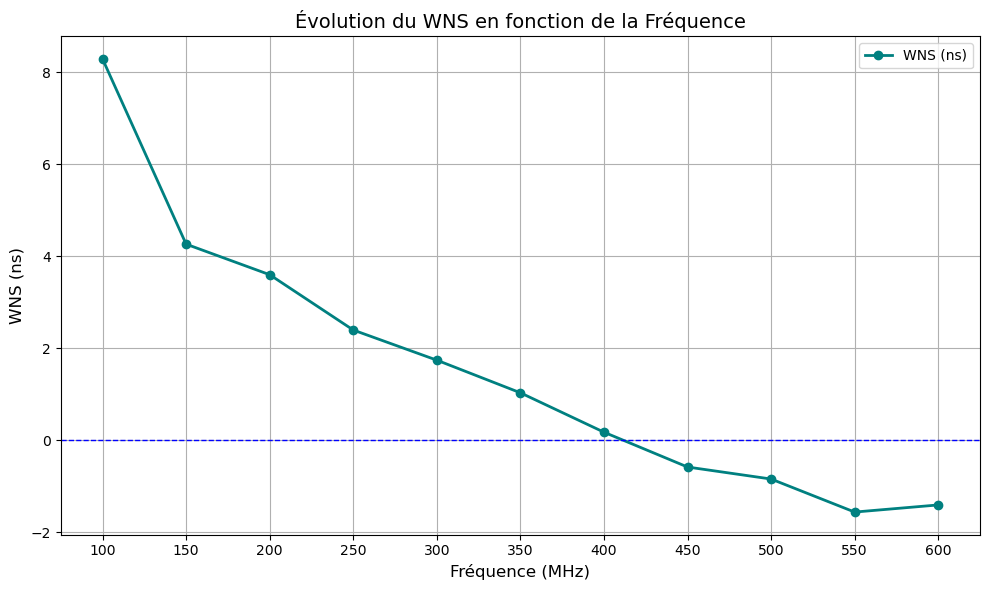 Évolution du WNS en fonction de la Fréquence
WNS (ns)
WNS (ns)
8
6
4
2
0
−2
100 150 200 250 300 350 400 450 500 550 600
Fréquence (MHz)